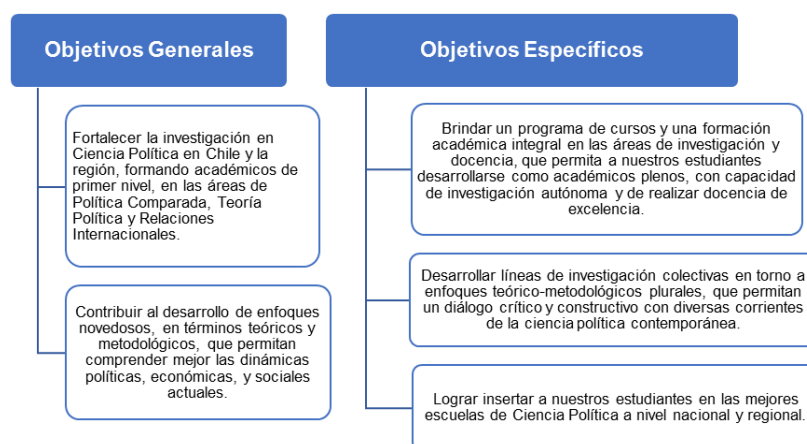 Objetivos Generales
Fortalecer la investigación en
Ciencia Política en Chile y la
región, formando académicos de
primer nivel, en las áreas de
Política Comparada, Teoría
Política y Relaciones
Internacionales.
Contribuir al desarrollo de enfoques
novedosos, en términos teóricos y
metodológicos, que permitan
comprender mejor las dinámicas
políticas, económicas, y sociales
actuales.
Objetivos Específicos
Brindar un programa de cursos y una formación
académica integral en las áreas de investigación y
docencia, que permita a nuestros estudiantes
desarrollarse como académicos plenos, con capacidad
de investigación autónoma y de realizar docencia de
excelencia.
Desarrollar líneas de investigación colectivas en torno a
enfoques teórico-metodológicos plurales, que permitan
un diálogo crítico y constructivo con diversas corrientes
de la ciencia política contemporánea.
Lograr insertar a nuestros estudiantes en las mejores
escuelas de Ciencia Política a nivel nacional y regional.